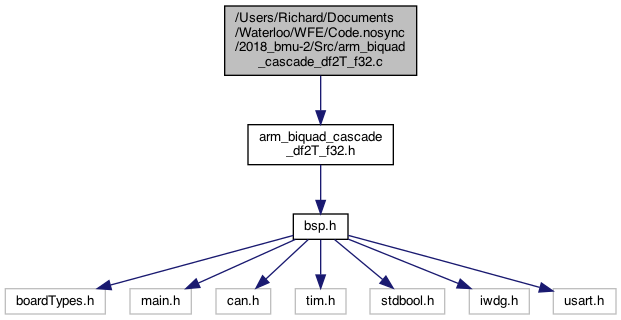 /Users/Richard/Documents
/Waterloo/WFE/Code.nosync
/2018_bmu-2/Src/arm_biquad
_cascade_df2T_f32.c
arm_biquad_cascade
_df2T_f32.h
bsp.h
boardTypes.h main.h can.h tim.h stdbool.h iwdg.h usart.h